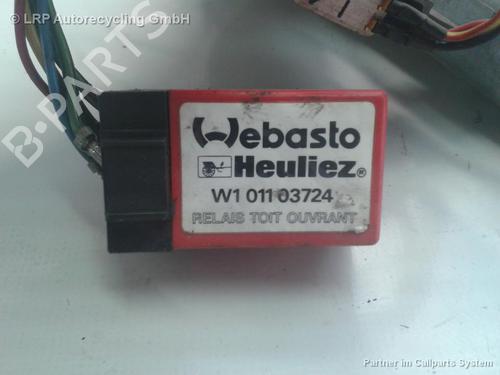 © LRP Autorecycling GmbH
B-PARTS
Webasto
Heuliez®
W1 011 03724
RELAIS TOIT OUVRANT
Partner im Callparts System